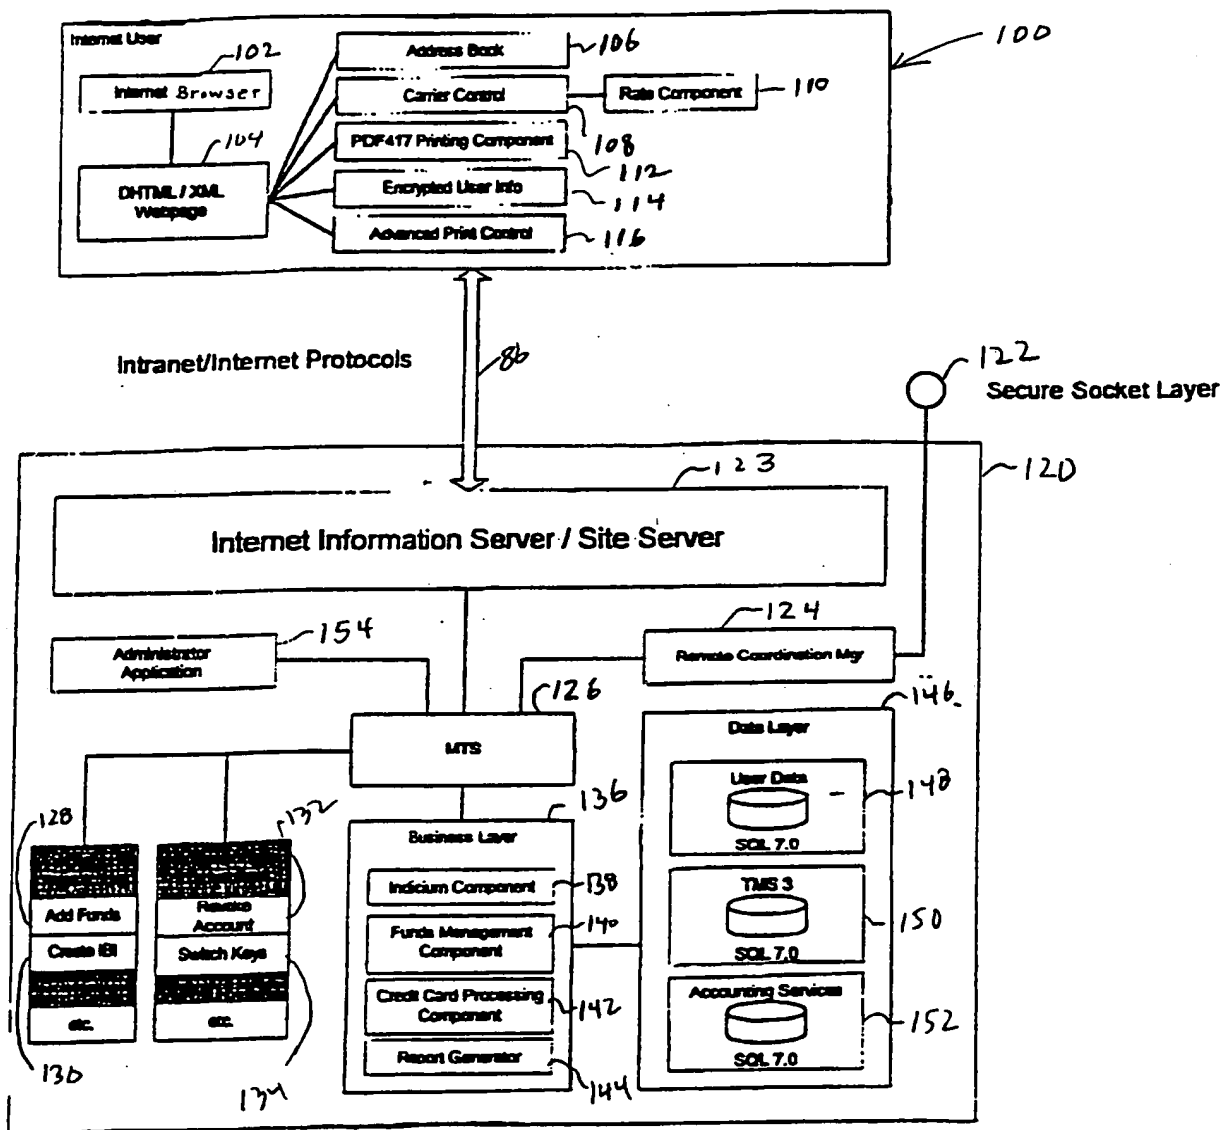 Internet User
102
Internet Browser
104
DHTML / XML
Webpage
Address Book
106
Carrier Control
108
Rate Component
110
PDF417 Printing Component
112
Encrypted User Info
114
Advanced Print Control
116
100
Intranet/Internet Protocols
86
122
Secure Socket Layer
120
123
Internet Information Server / Site Server
154
Administrator
Application
124
Remote Coordination Mgr
126
MTS
146
Data Layer
User Data
148
SQL 7.0
TMS 3
150
SQL 7.0
Accounting Services
152
SQL 7.0
128
Add Funds
Create IBI
etc.
130
132
Revoke
Account
Switch Keys
etc.
134
136
Business Layer
Indicium Component
138
Funds Management
Component
140
Credit Card Processing
Component
142
Report Generator
144